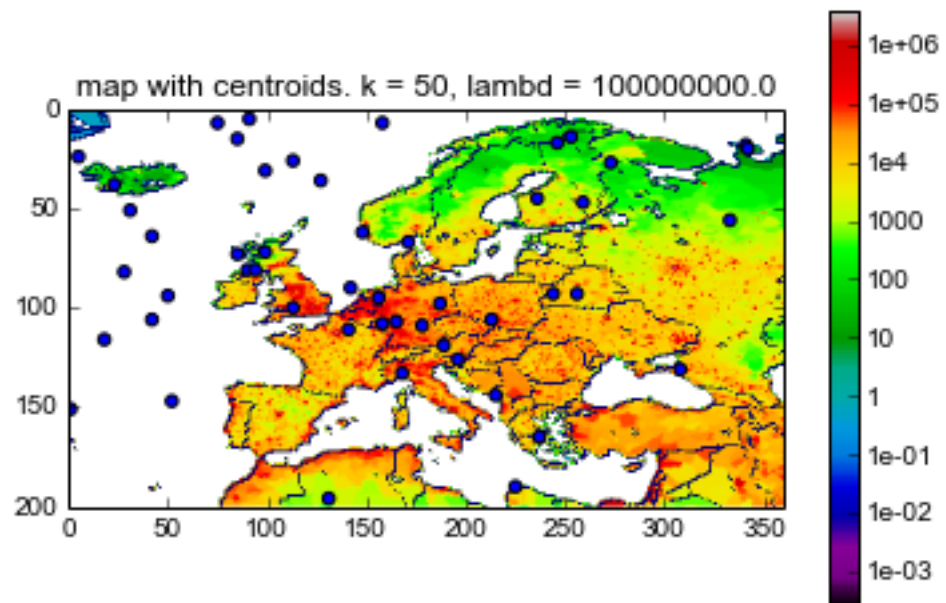 map with centroids. k = 50, lambd = 100000000.0
0
50
100
150
200
0 50 100 150 200 250 300 350
1e+06
1e+05
1e4
1000
100
10
1
1e-01
1e-02
1e-03